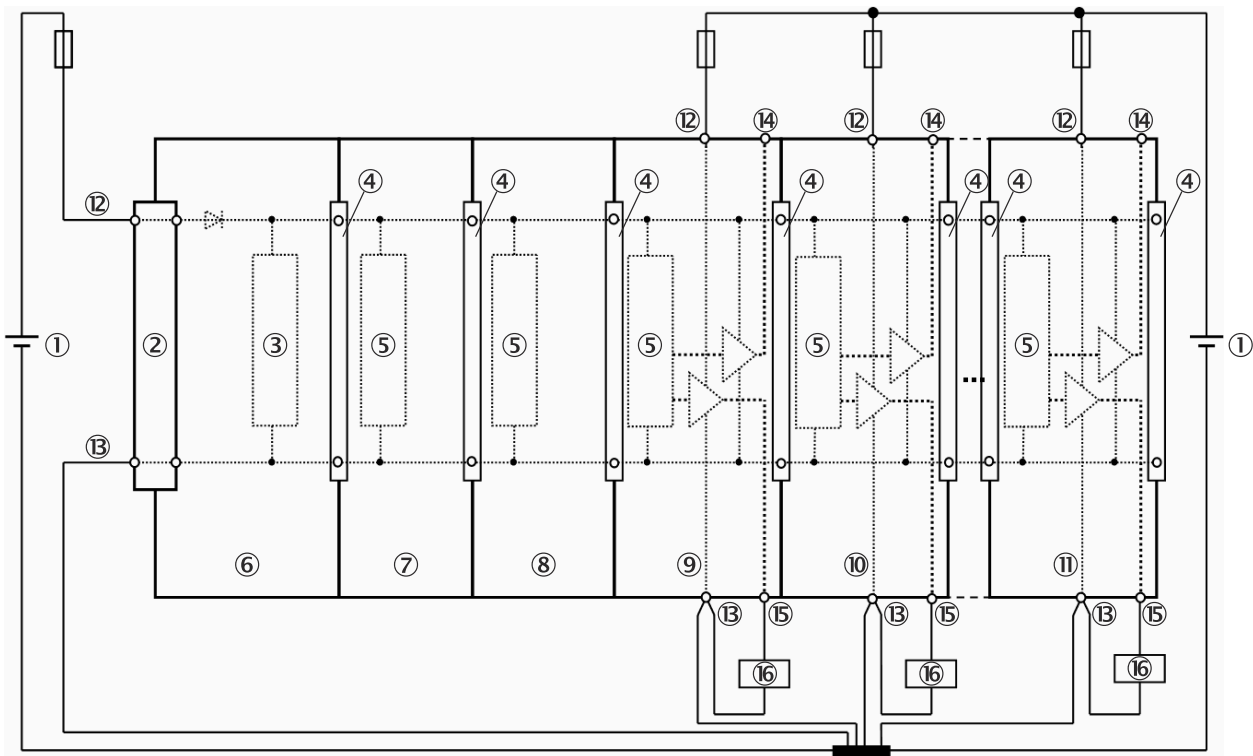 ⑫ ⑭ ⑫ ⑭ ⑫ ⑭
④ ④ ④ ④ ④ ④ ④
⑫
① ② ③ ⑤ ⑤ ⑤ ⑤ ⑤ ①
...
⑬
⑥ ⑦ ⑧ ⑨ ⑩ ⑪
⑬ ⑮ ⑬ ⑮ ⑬ ⑮
⑯ ⑯ ⑯